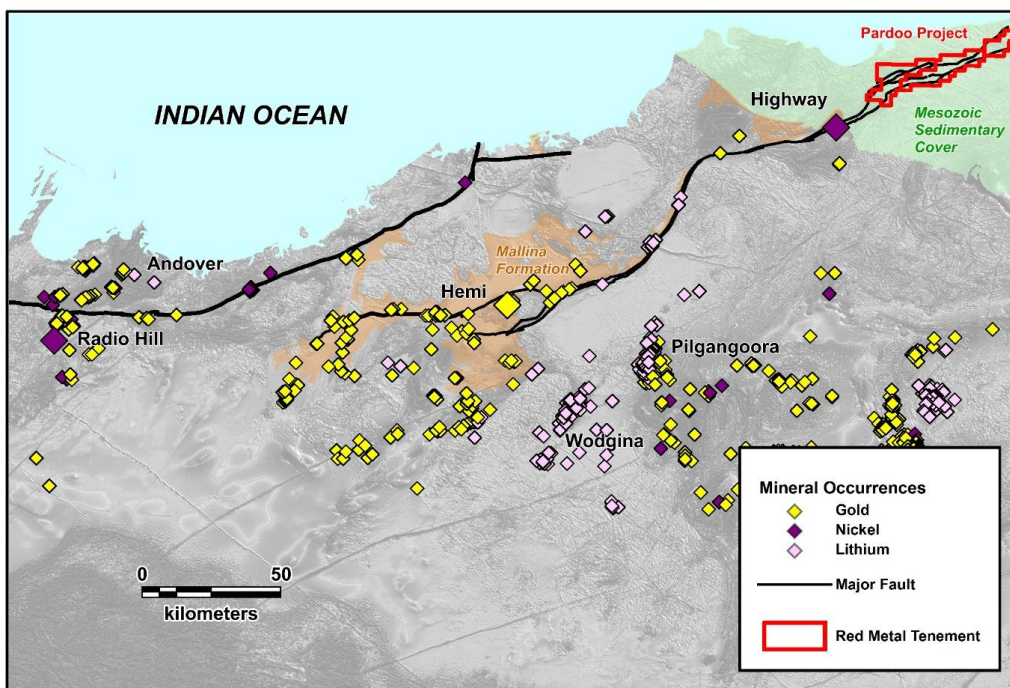 Pardoo Project
Highway
INDIAN OCEAN
Mesozoic
Sedimentary
Cover
Andover
Mallina
Formation
Hemi
Radio Hill
Pilgangoora
Wodgina
Mineral Occurrences
Gold
Nickel
Lithium
Major Fault
Red Metal Tenement
0
50
kilometers